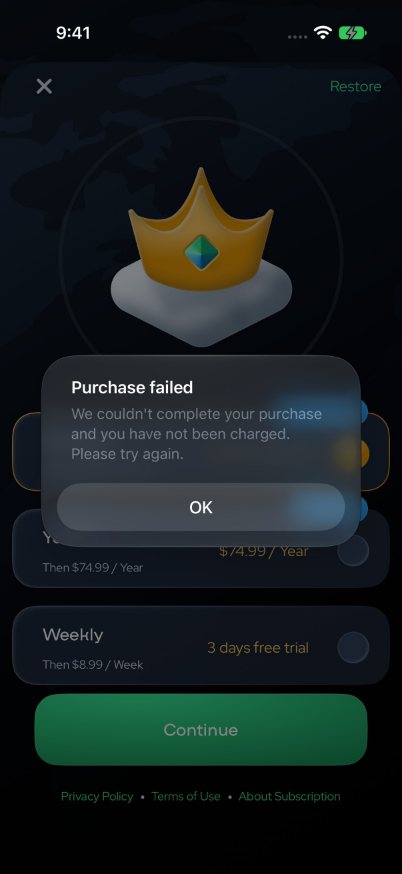 9:41
Restore
Purchase failed
We couldn't complete your purchase
and you have not been charged.
Please try again.
OK
$74.99 / Year
Then $74.99 / Year
Weekly
3 days free trial
Then $8.99 / Week
Continue
Privacy Policy • Terms of Use • About Subscription